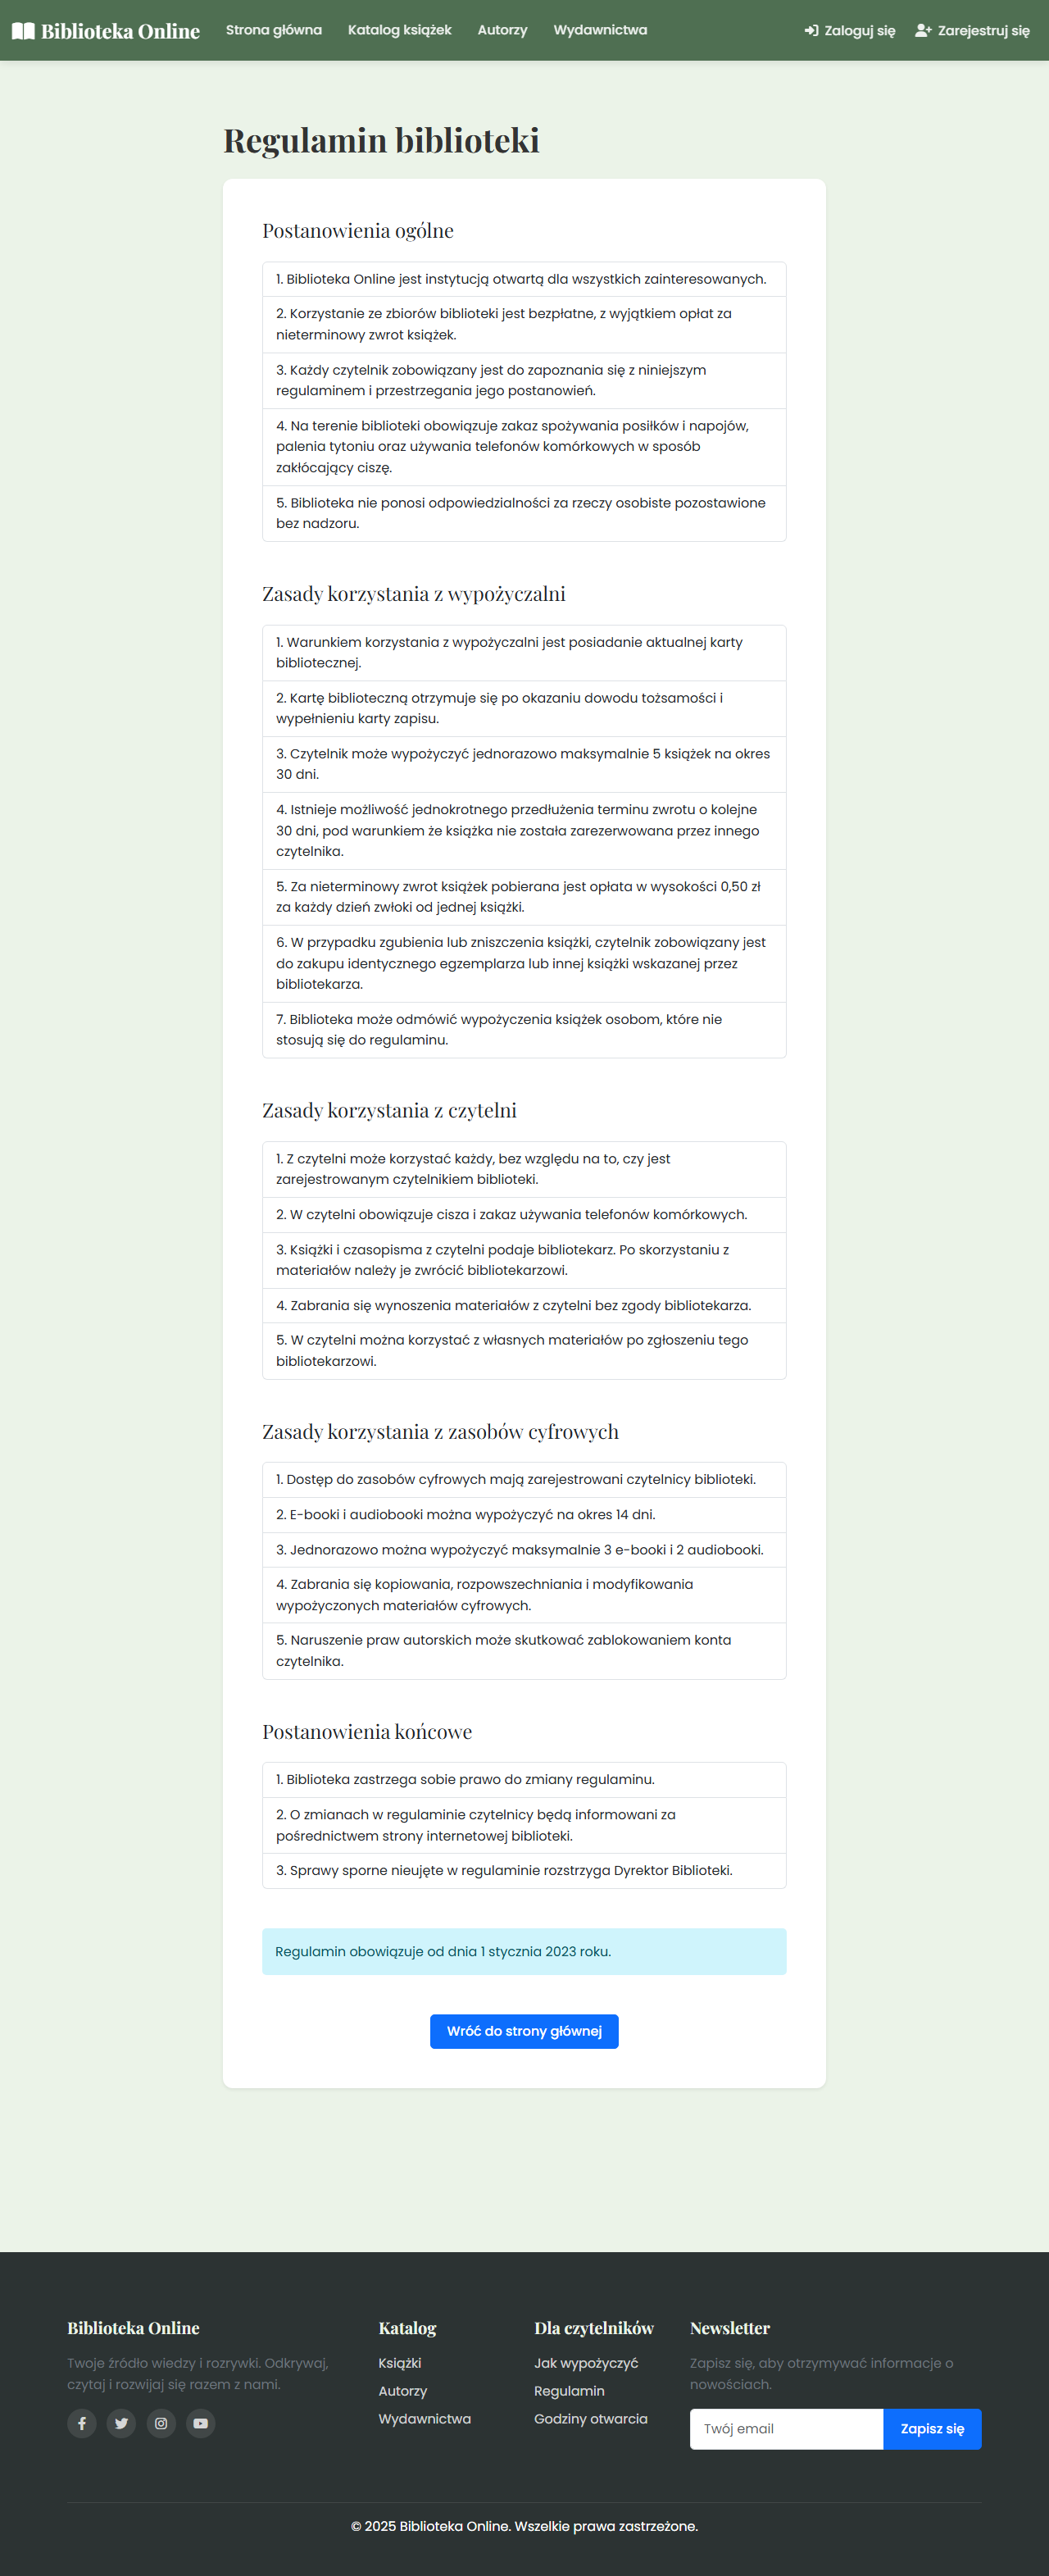 Biblioteka Online
Strona główna
Katalog książek
Autorzy
Wydawnictwa
Zaloguj się
Zarejestruj się
Regulamin biblioteki
Postanowienia ogólne
1. Biblioteka Online jest instytucją otwartą dla wszystkich zainteresowanych.
2. Korzystanie ze zbiorów biblioteki jest bezpłatne, z wyjątkiem opłat za
nieterminowy zwrot książek.
3. Każdy czytelnik zobowiązany jest do zapoznania się z niniejszym
regulaminem i przestrzegania jego postanowień.
4. Na terenie biblioteki obowiązuje zakaz spożywania posiłków i napojów,
palenia tytoniu oraz używania telefonów komórkowych w sposób
zakłócający ciszę.
5. Biblioteka nie ponosi odpowiedzialności za rzeczy osobiste pozostawione
bez nadzoru.
Zasady korzystania z wypożyczalni
1. Warunkiem korzystania z wypożyczalni jest posiadanie aktualnej karty
bibliotecznej.
2. Kartę biblioteczną otrzymuje się po okazaniu dowodu tożsamości i
wypełnieniu karty zapisu.
3. Czytelnik może wypożyczyć jednorazowo maksymalnie 5 książek na okres
30 dni.
4. Istnieje możliwość jednokrotnego przedłużenia terminu zwrotu o kolejne
30 dni, pod warunkiem że książka nie została zarezerwowana przez innego
czytelnika.
5. Za nieterminowy zwrot książek pobierana jest opłata w wysokości 0,50 zł
za każdy dzień zwłoki od jednej książki.
6. W przypadku zgubienia lub zniszczenia książki, czytelnik zobowiązany jest
do zakupu identycznego egzemplarza lub innej książki wskazanej przez
bibliotekarza.
7. Biblioteka może odmówić wypożyczenia książek osobom, które nie
stosują się do regulaminu.
Zasady korzystania z czytelni
1. Z czytelni może korzystać każdy, bez względu na to, czy jest
zarejestrowanym czytelnikiem biblioteki.
2. W czytelni obowiązuje cisza i zakaz używania telefonów komórkowych.
3. Książki i czasopisma z czytelni podaje bibliotekarz. Po skorzystaniu z
materiałów należy je zwrócić bibliotekarzowi.
4. Zabrania się wynoszenia materiałów z czytelni bez zgody bibliotekarza.
5. W czytelni można korzystać z własnych materiałów po zgłoszeniu tego
bibliotekarzowi.
Zasady korzystania z zasobów cyfrowych
1. Dostęp do zasobów cyfrowych mają zarejestrowani czytelnicy biblioteki.
2. E-booki i audiobooki można wypożyczyć na okres 14 dni.
3. Jednorazowo można wypożyczyć maksymalnie 3 e-booki i 2 audiobooki.
4. Zabrania się kopiowania, rozpowszechniania i modyfikowania
wypożyczonych materiałów cyfrowych.
5. Naruszenie praw autorskich może skutkować zablokowaniem konta
czytelnika.
Postanowienia końcowe
1. Biblioteka zastrzega sobie prawo do zmiany regulaminu.
2. O zmianach w regulaminie czytelnicy będą informowani za
pośrednictwem strony internetowej biblioteki.
3. Sprawy sporne nieujęte w regulaminie rozstrzyga Dyrektor Biblioteki.
Regulamin obowiązuje od dnia 1 stycznia 2023 roku.
Wróć do strony głównej
Biblioteka Online
Twoje źródło wiedzy i rozrywki. Odkrywaj,
czytaj i rozwijaj się razem z nami.
Katalog
Książki
Autorzy
Wydawnictwa
Dla czytelników
Jak wypożyczyć
Regulamin
Godziny otwarcia
Newsletter
Zapisz się, aby otrzymywać informacje o
nowościach.
Twój email
Zapisz się
© 2025 Biblioteka Online. Wszelkie prawa zastrzeżone.